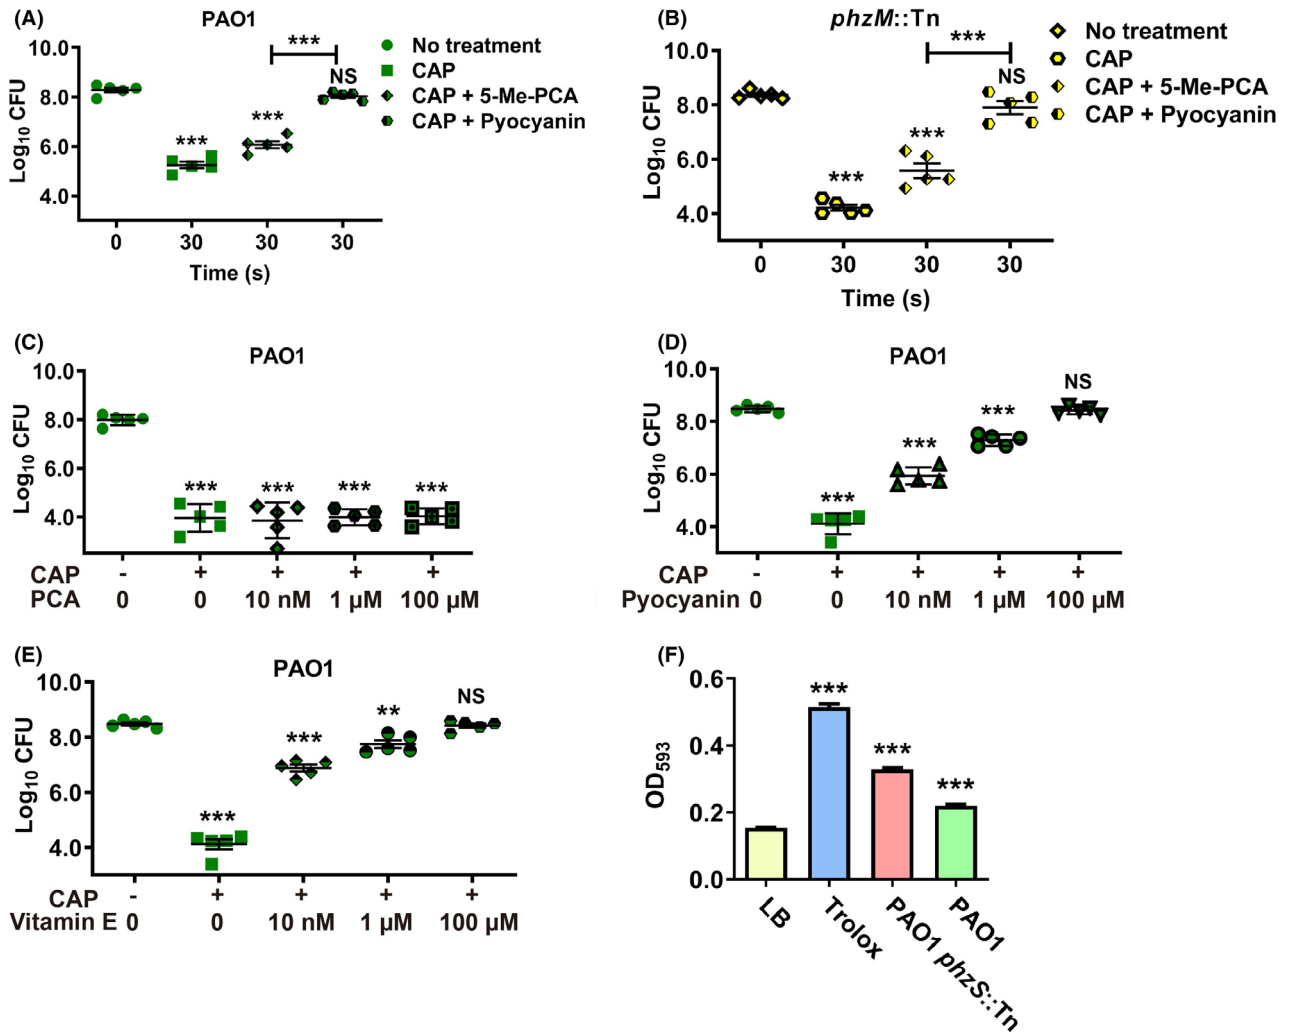 (A)
PAO1
Log10 CFU
10.0
8.0
6.0
4.0
***
***
***
NS
0 30 30 30
Time (s)
No treatment
CAP
CAP + 5-Me-PCA
CAP + Pyocyanin
(B)
phzM::Tn
Log10 CFU
10.0
8.0
6.0
4.0
***
***
***
NS
0 30 30 30
Time (s)
No treatment
CAP
CAP + 5-Me-PCA
CAP + Pyocyanin
(C)
PAO1
Log10 CFU
10.0
8.0
6.0
4.0
*** *** *** ***
CAP - + + + +
PCA 0 0 10 nM 1 µM 100 µM
(D)
PAO1
Log10 CFU
10.0
8.0
6.0
4.0
***
***
***
NS
CAP - + + + +
Pyocyanin 0 0 10 nM 1 µM 100 µM
(E)
PAO1
Log10 CFU
10.0
8.0
6.0
4.0
***
***
**
NS
CAP - + + + +
Vitamin E 0 0 10 nM 1 µM 100 µM
(F)
OD593
0.6
0.4
0.2
0.0
***
***
***
LB
Trolox
PAO1 phzS::Tn
PAO1